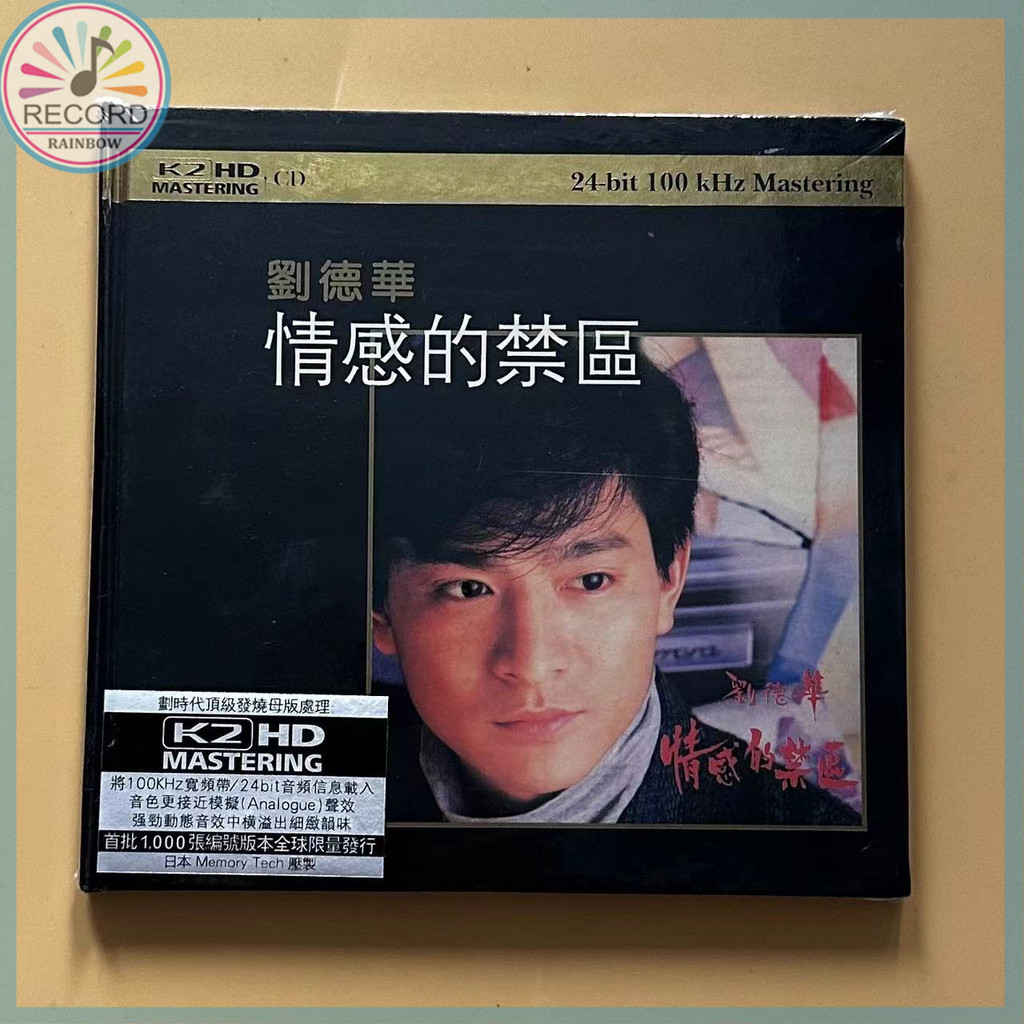 RECORD
RAINBOW
K2 HD
MASTERING + CD
24-bit 100 kHz Mastering
劉德華
情感的禁區
劉德華
情感的禁區
劃時代頂級發燒母版處理
K2 HD
MASTERING
將100KHz寬頻帶/24bit音頻信息載入
音色更接近模擬(Analogue)聲效
强勁動態音效中橫溢出細緻韻味
首批1,000張編號版本全球限量發行
日本 Memory Tech 壓製